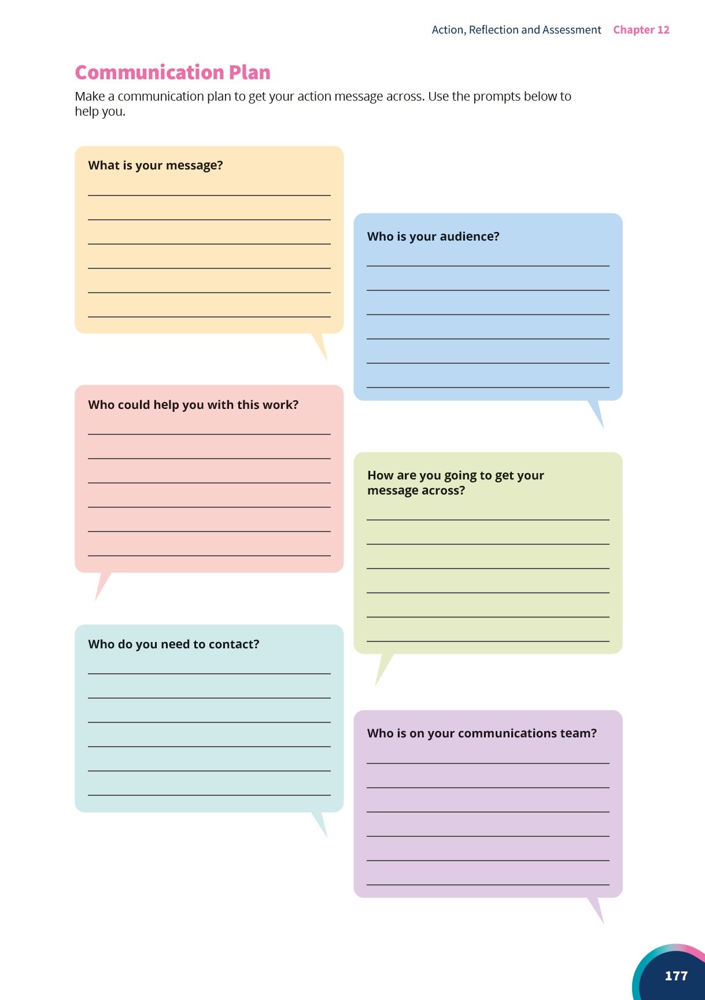 Action, Reflection and Assessment Chapter 12
Communication Plan
Make a communication plan to get your action message across. Use the prompts below to
help you.
What is your message?
Who is your audience?
Who could help you with this work?
How are you going to get your
message across?
Who do you need to contact?
Who is on your communications team?
177